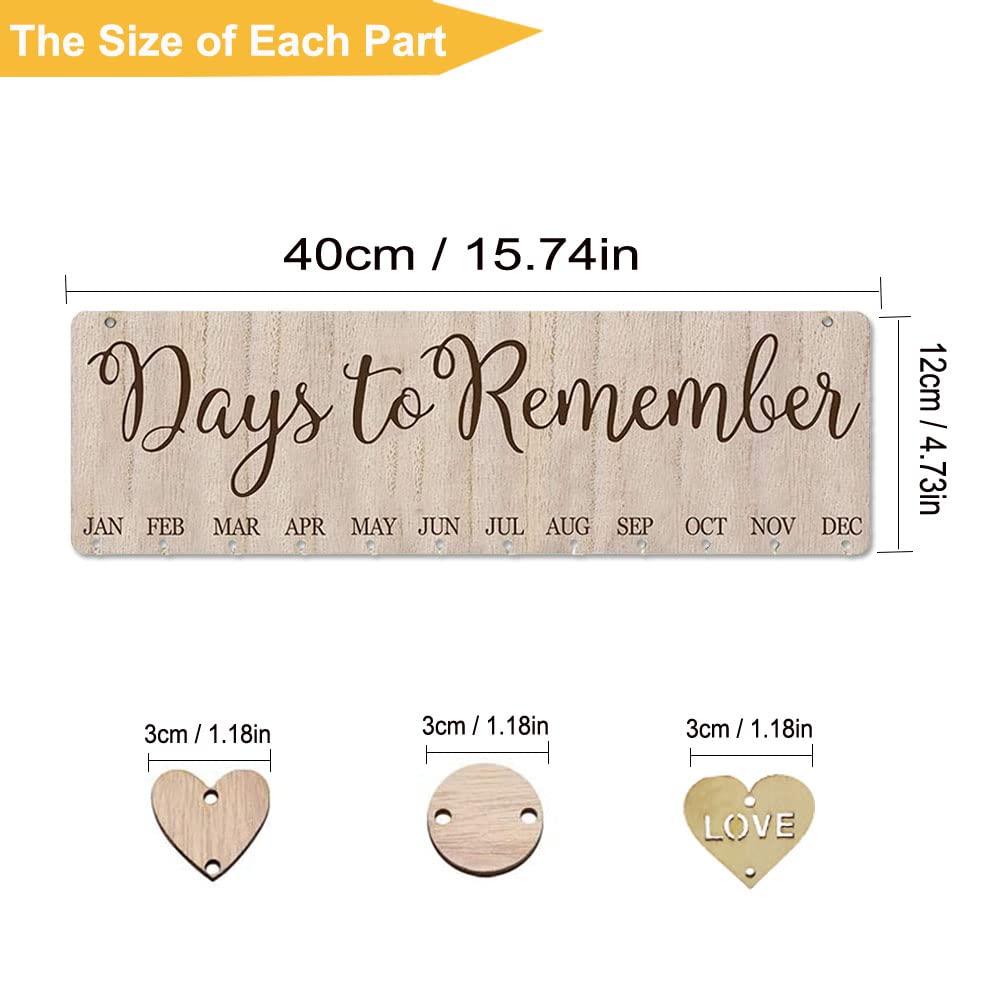 The Size of Each Part
40cm / 15.74in
Days to Remember
12cm / 4.73in
JAN FEB MAR APR MAY JUN JUL AUG SEP OCT NOV DEC
3cm / 1.18in
3cm / 1.18in
3cm / 1.18in
LOVE